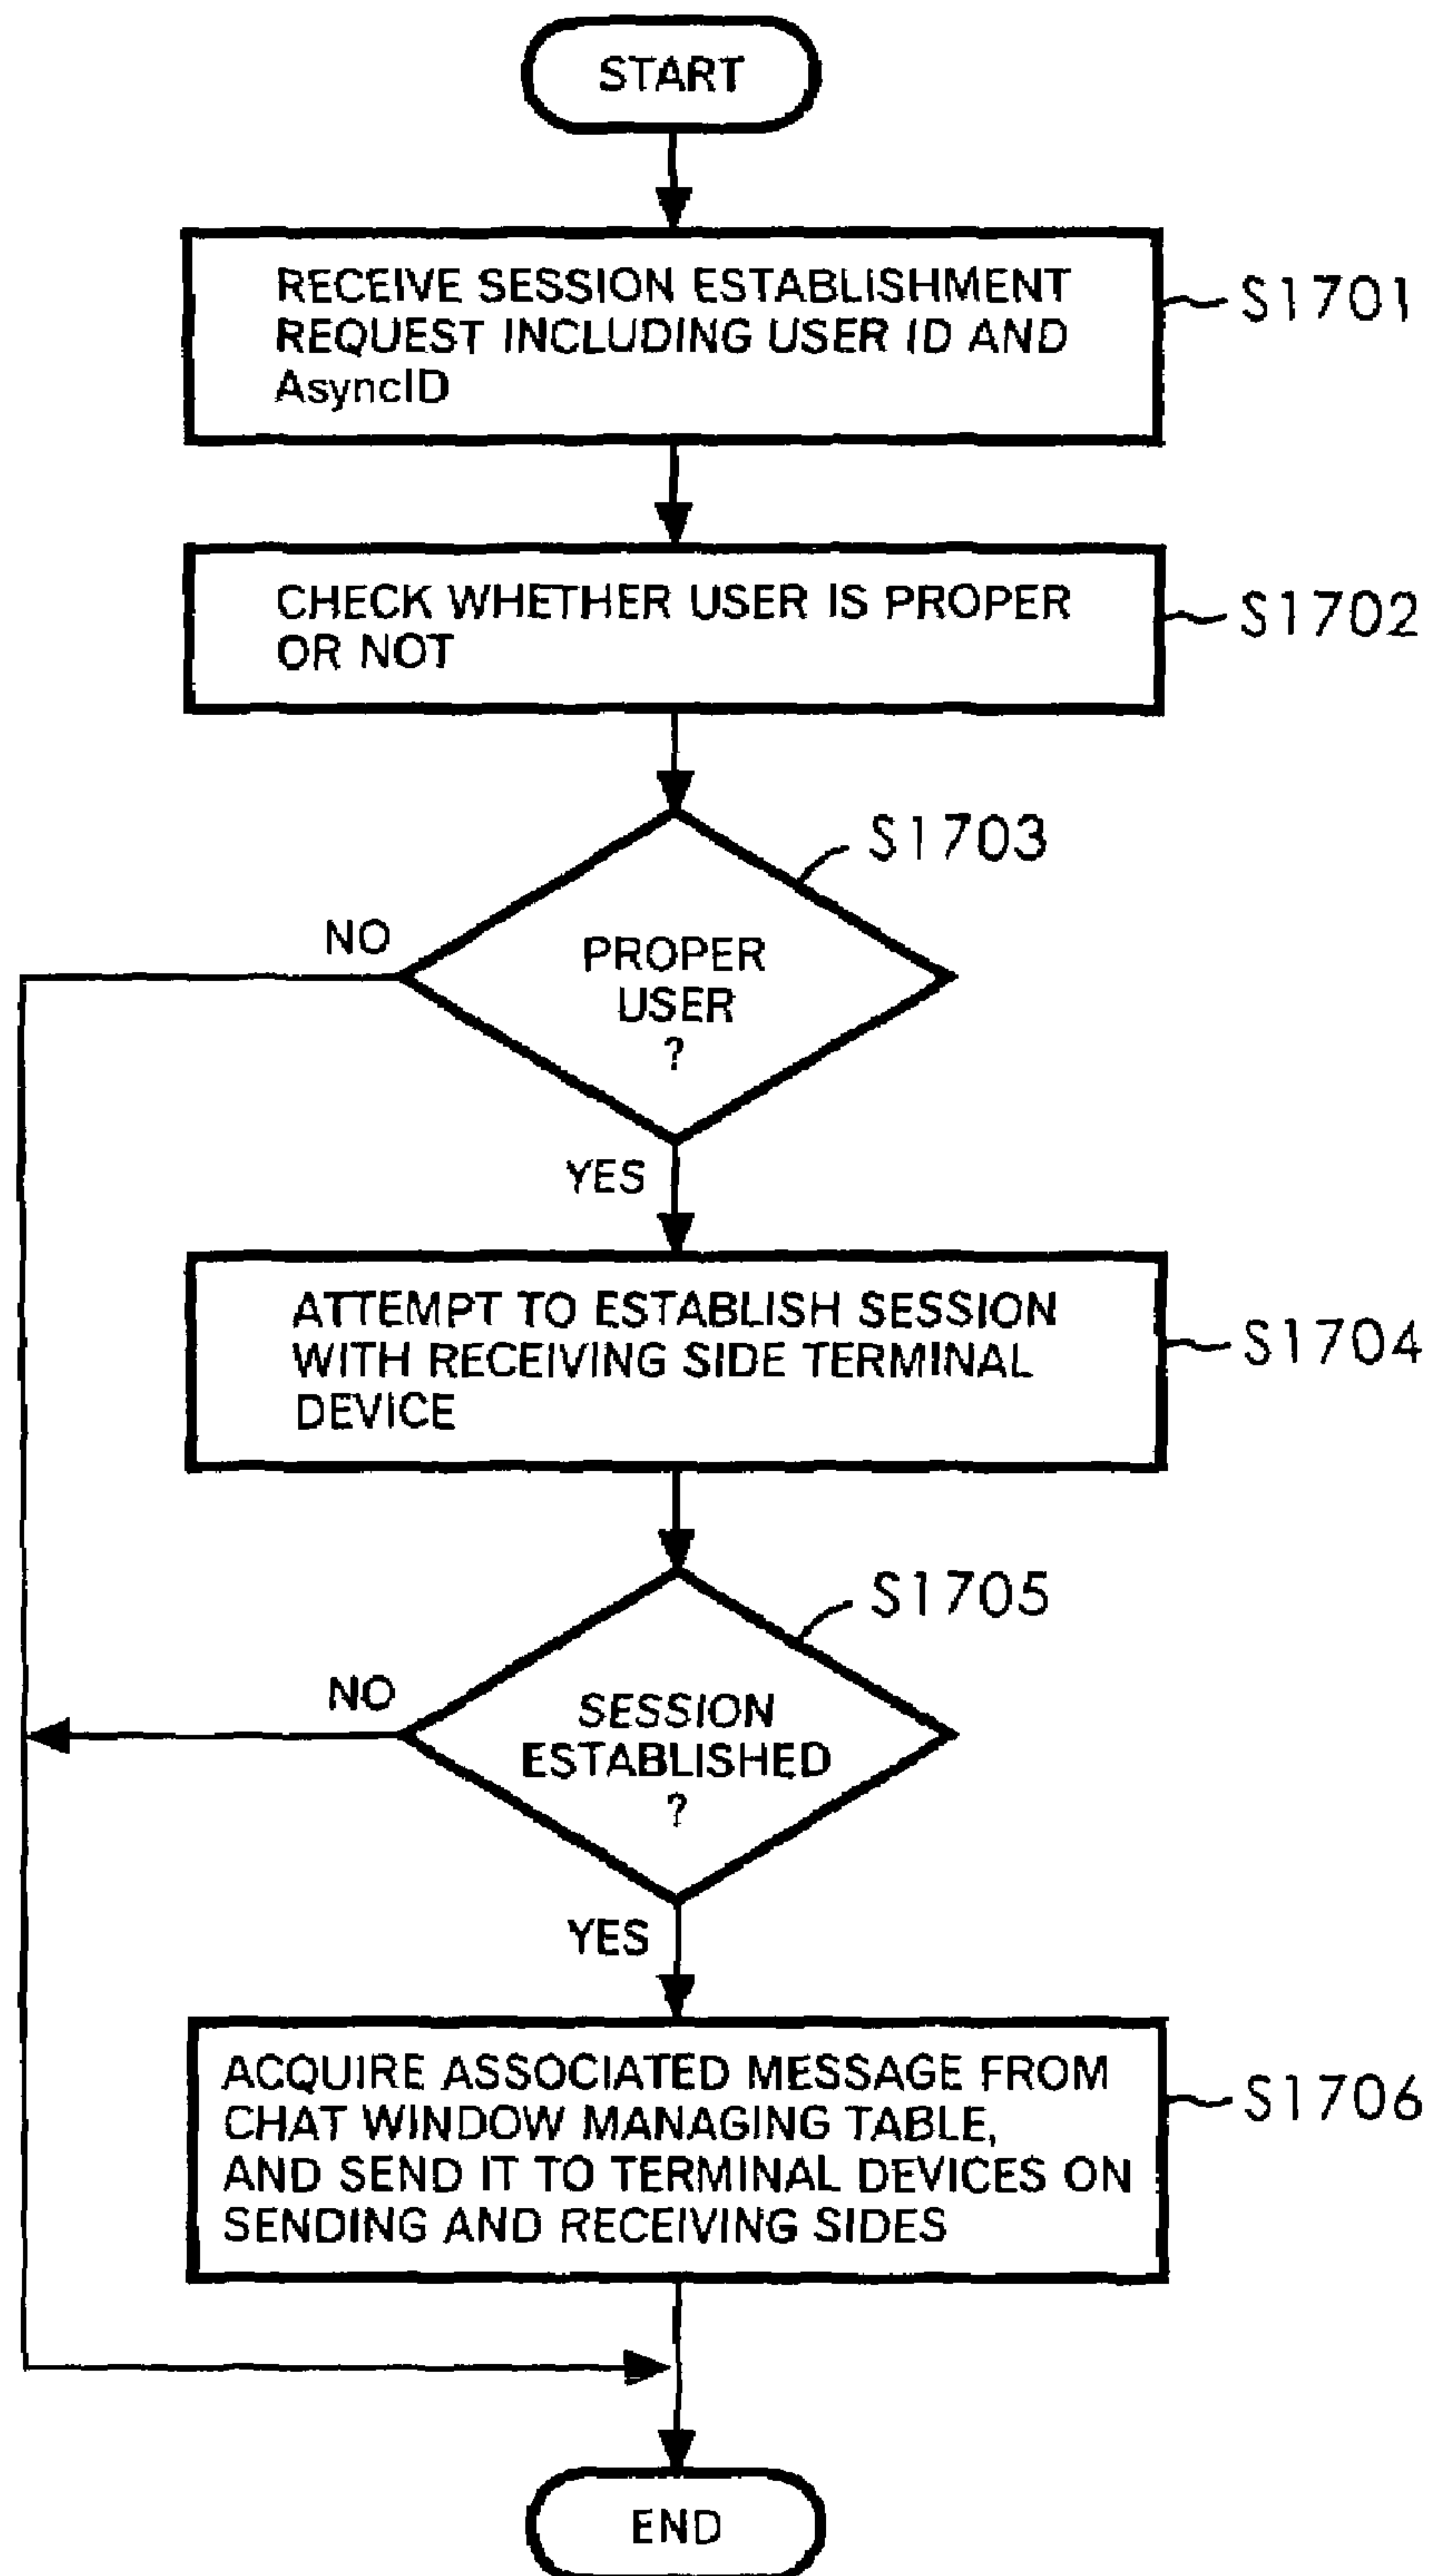 START
RECEIVE SESSION ESTABLISHMENT
REQUEST INCLUDING USER ID AND
AsyncID
S1701
CHECK WHETHER USER IS PROPER
OR NOT
S1702
S1703
NO
PROPER
USER
?
YES
ATTEMPT TO ESTABLISH SESSION
WITH RECEIVING SIDE TERMINAL
DEVICE
S1704
S1705
NO
SESSION
ESTABLISHED
?
YES
ACQUIRE ASSOCIATED MESSAGE FROM
CHAT WINDOW MANAGING TABLE,
AND SEND IT TO TERMINAL DEVICES ON
SENDING AND RECEIVING SIDES
S1706
END